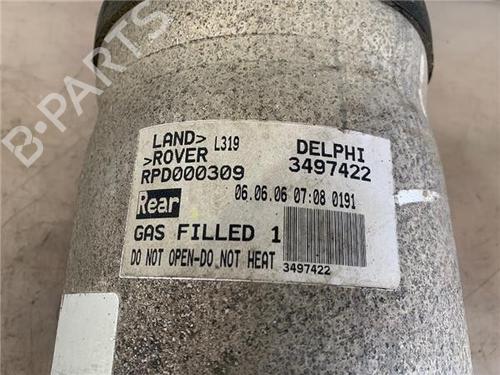 B-PARTS
LAND> L319 DELPHI
>ROVER 3497422
RPD000309
06.06.06 07:08 0191
Rear
GAS FILLED 1
DO NOT OPEN-DO NOT HEAT 3497422